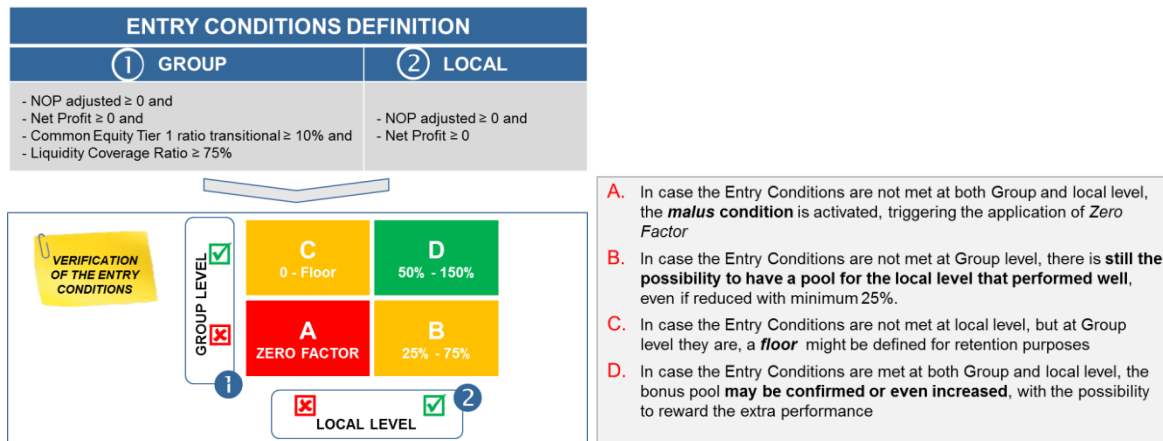 ENTRY CONDITIONS DEFINITION
1 GROUP
2 LOCAL
- NOP adjusted ≥ 0 and
- Net Profit ≥ 0 and
- Common Equity Tier 1 ratio transitional ≥ 10% and
- Liquidity Coverage Ratio ≥ 75%
- NOP adjusted ≥ 0 and
- Net Profit ≥ 0
VERIFICATION
OF THE ENTRY
CONDITIONS
GROUP LEVEL
1
C
0 - Floor
D
50% - 150%
A
ZERO FACTOR
B
25% - 75%
2
LOCAL LEVEL
A. In case the Entry Conditions are not met at both Group and local level,
the malus condition is activated, triggering the application of Zero
Factor
B. In case the Entry Conditions are not met at Group level, there is still the
possibility to have a pool for the local level that performed well,
even if reduced with minimum 25%.
C. In case the Entry Conditions are not met at local level, but at Group
level they are, a floor might be defined for retention purposes
D. In case the Entry Conditions are met at both Group and local level, the
bonus pool may be confirmed or even increased, with the possibility
to reward the extra performance